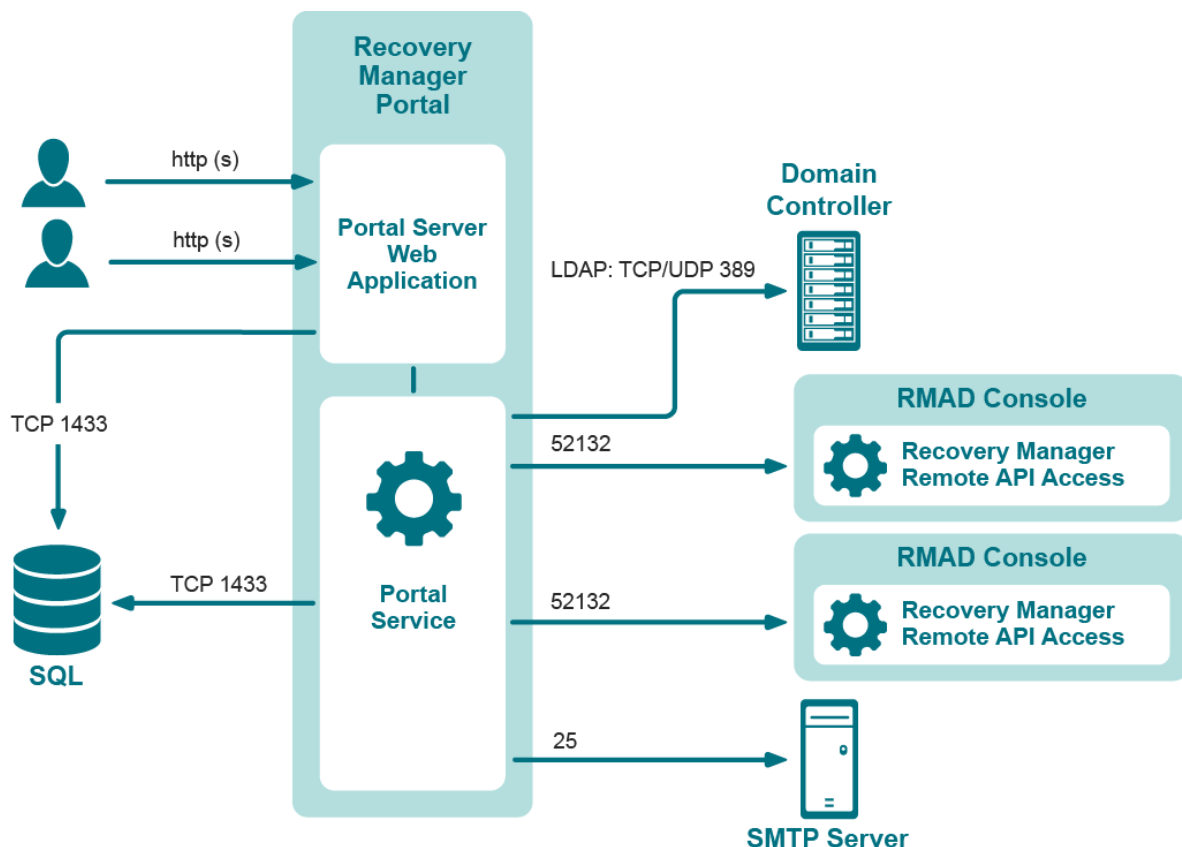 Recovery
Manager
Portal
http (s)
http (s)
Portal Server
Web
Application
TCP 1433
SQL
TCP 1433
Portal
Service
LDAP: TCP/UDP 389
Domain
Controller
52132
RMAD Console
Recovery Manager
Remote API Access
52132
RMAD Console
Recovery Manager
Remote API Access
25
SMTP Server